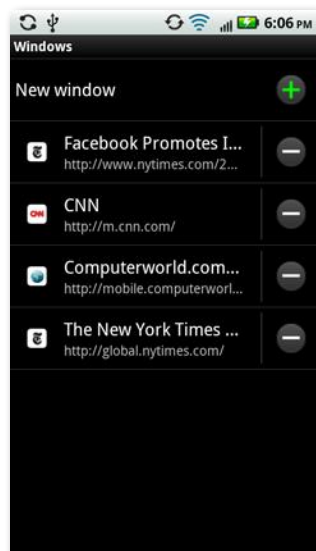 6:06 PM
Windows
New window
Facebook Promotes I...
http://www.nytimes.com/2...
CNN
CNN
http://m.cnn.com/
Computerworld.com...
http://mobile.computerworl...
The New York Times ...
http://global.nytimes.com/